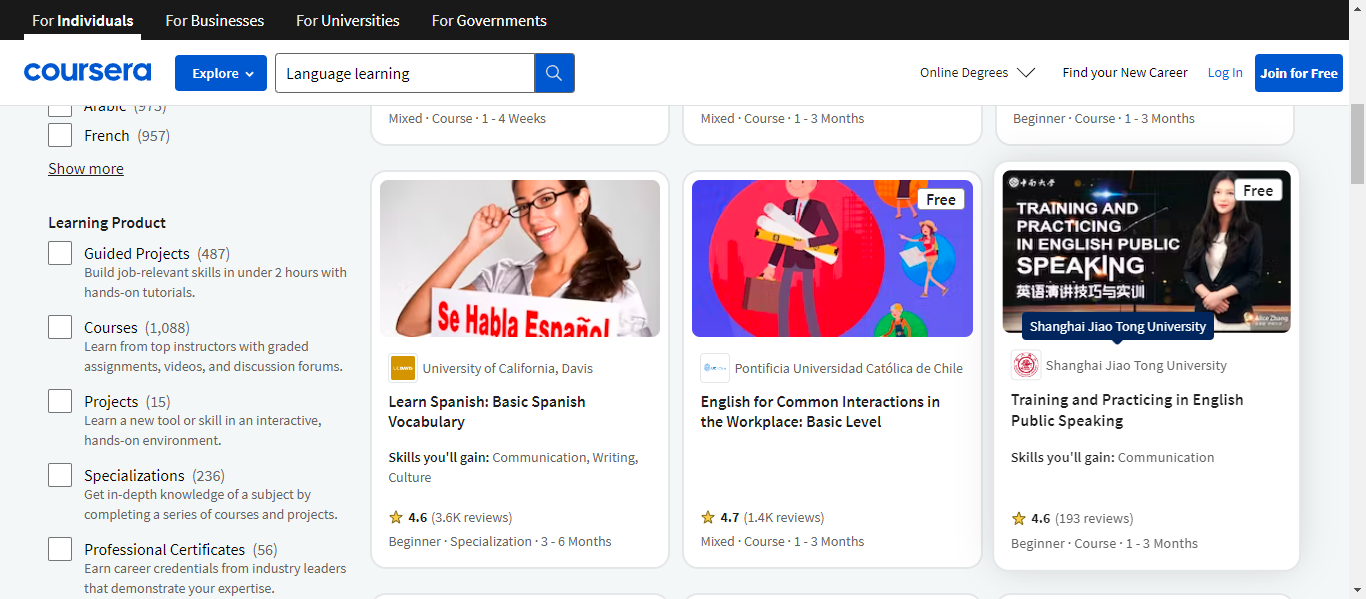 For Individuals
For Businesses
For Universities
For Governments
coursera
Explore
Language learning
Online Degrees
Find your New Career
Log In
Join for Free
Arabic (973)
French (957)
Show more
Learning Product
Guided Projects (487)
Build job-relevant skills in under 2 hours with
hands-on tutorials.
Courses (1,088)
Learn from top instructors with graded
assignments, videos, and discussion forums.
Projects (15)
Learn a new tool or skill in an interactive,
hands-on environment.
Specializations (236)
Get in-depth knowledge of a subject by
completing a series of courses and projects.
Professional Certificates (56)
Earn career credentials from industry leaders
that demonstrate your expertise.
Mixed · Course · 1 - 4 Weeks
Mixed · Course · 1 - 3 Months
Beginner · Course · 1 - 3 Months
Se Habla Español
UC DAVIS
University of California, Davis
Learn Spanish: Basic Spanish
Vocabulary
Skills you'll gain: Communication, Writing,
Culture
4.6 (3.6K reviews)
Beginner · Specialization · 3 - 6 Months
Free
Pontificia Universidad Católica de Chile
English for Common Interactions in
the Workplace: Basic Level
4.7 (1.4K reviews)
Mixed · Course · 1 - 3 Months
中南大学
Free
TRAINING AND
PRACTICING
IN ENGLISH PUBLIC
SPEAKING
英语演讲技巧与实训
Alice Zhang
Shanghai Jiao Tong University
Shanghai Jiao Tong University
Training and Practicing in English
Public Speaking
Skills you'll gain: Communication
4.6 (193 reviews)
Beginner · Course · 1 - 3 Months